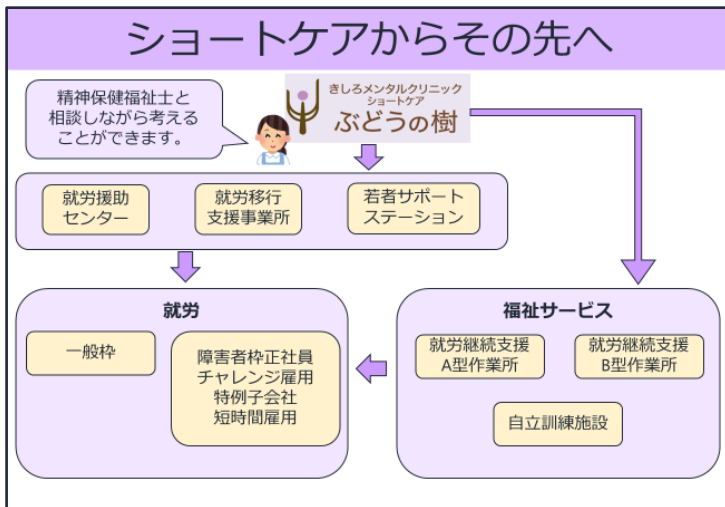 ショートケアからその先へ
精神保健福祉士と
相談しながら考える
ことができます。
きしろメンタルクリニック
ショートケア
ぶどうの樹
就労援助
センター
就労移行
支援事業所
若者サポート
ステーション
就労
一般枠
障害者枠正社員
チャレンジ雇用
特例子会社
短時間雇用
福祉サービス
就労継続支援
A型作業所
就労継続支援
B型作業所
自立訓練施設